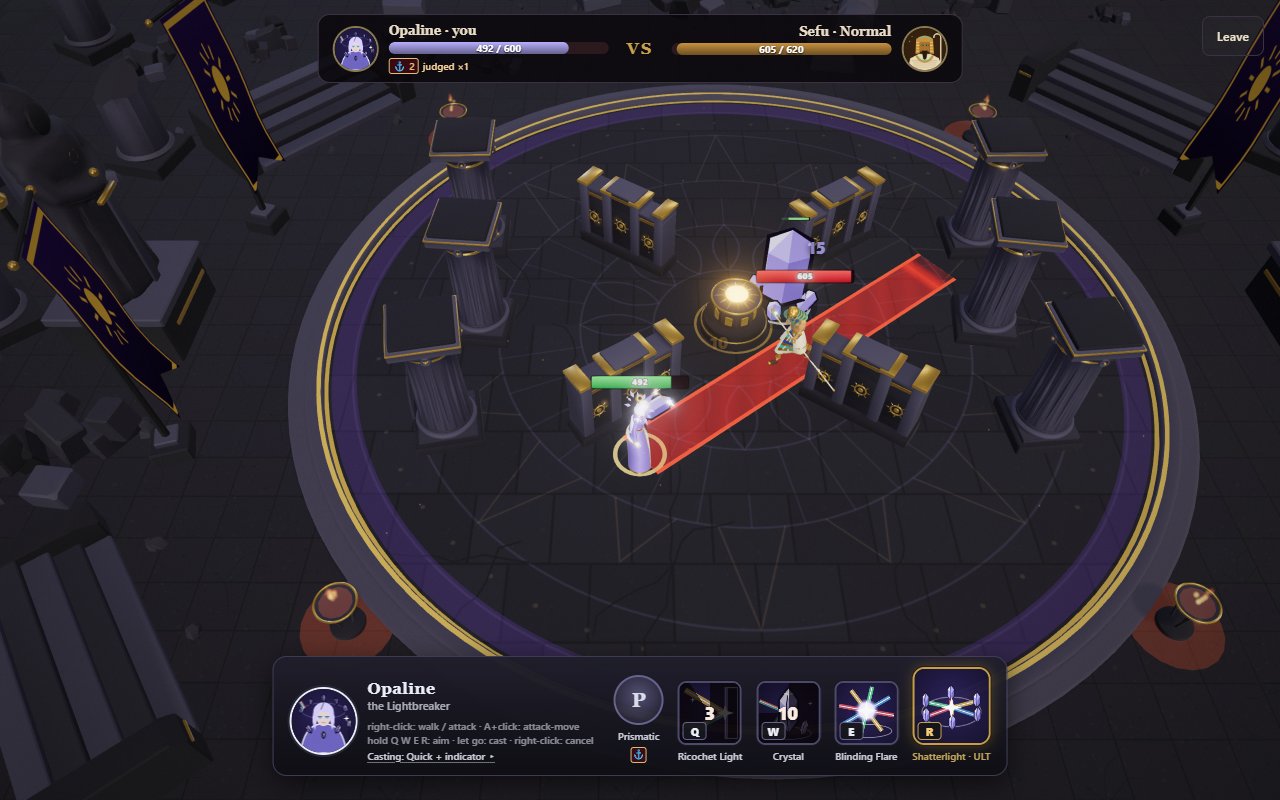 Opaline · you
492 / 600
2 judged ×1
VS
Sefu · Normal
605 / 620
Leave
15
605
10
492
Opaline
the Lightbreaker
right-click: walk / attack · A+click: attack-move
hold Q W E R: aim · let go: cast · right-click: cancel
Casting: Quick + indicator
P
Prismatic
3
Q
Ricochet Light
10
W
Crystal
E
Blinding Flare
R
Shatterlight · ULT